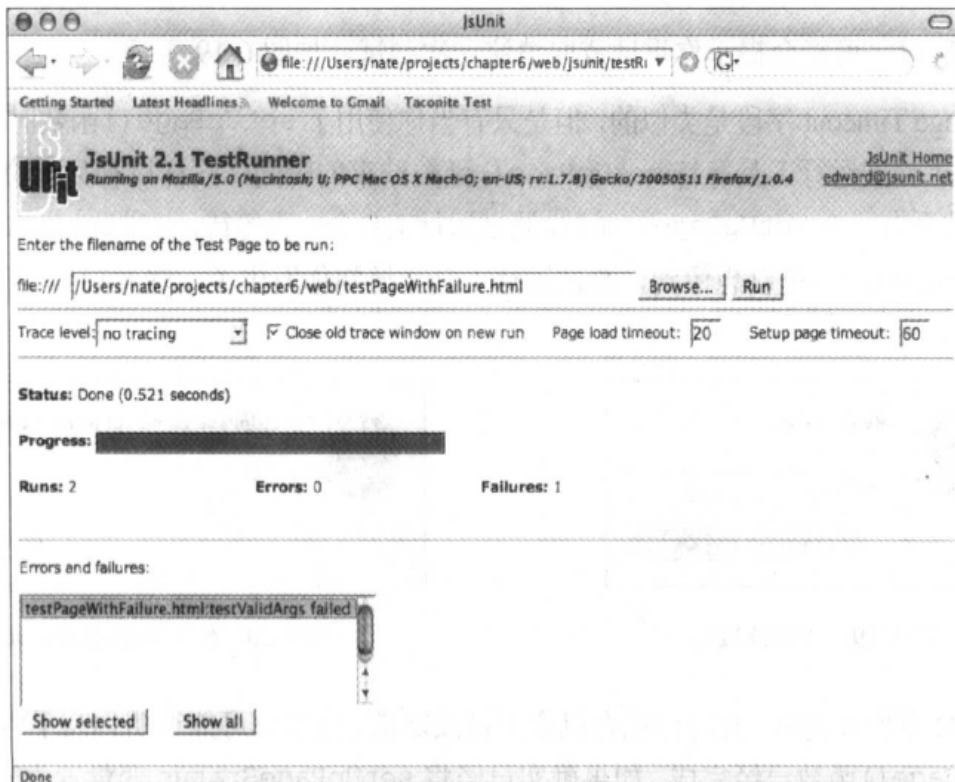 JsUnit
file:///Users/nate/projects/chapter6/web/jsunit/testRu
G
Getting Started Latest Headlines Welcome to Gmail Taconite Test
Js Unit
JsUnit 2.1 TestRunner
JsUnit Home
Running on Mozilla/5.0 (Macintosh; U; PPC Mac OS X Mach-O; en-US; rv:1.7.8) Gecko/20050511 Firefox/1.0.4
edward@jsunit.net
Enter the filename of the Test Page to be run:
file:/// /Users/nate/projects/chapter6/web/testPageWithFailure.html Browse... Run
Trace level: no tracing Close old trace window on new run Page load timeout: 20 Setup page timeout: 60
Status: Done (0.521 seconds)
Progress:
Runs: 2 Errors: 0 Failures: 1
Errors and failures:
testPageWithFailure.html:testValidArgs failed
Show selected Show all
Done